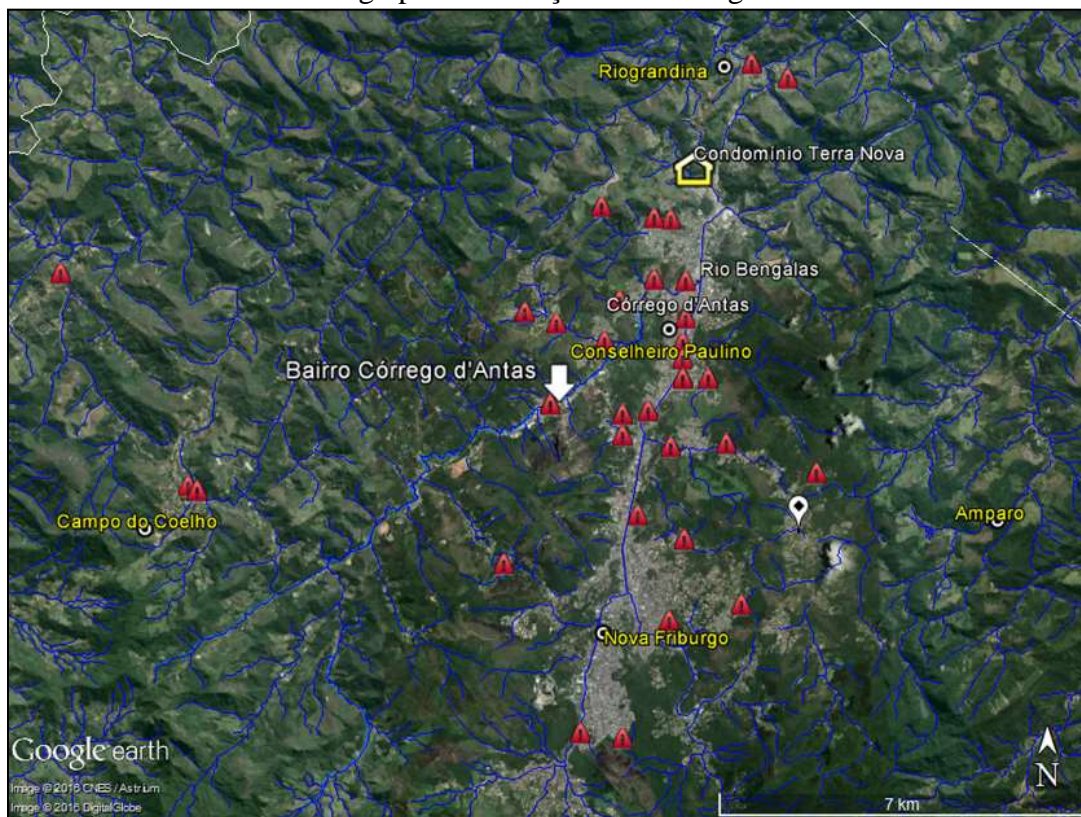 Riograndina
Condomínio Terra Nova
Rio Bengalas
Córrego d'Antas
Conselheiro Paulino
Bairro Córrego d'Antas
Campo do Coelho
Amparo
Nova Friburgo
Google earth
Image © 2016 CNES / Astrium
Image © 2016 DigitalGlobe
N
7 km